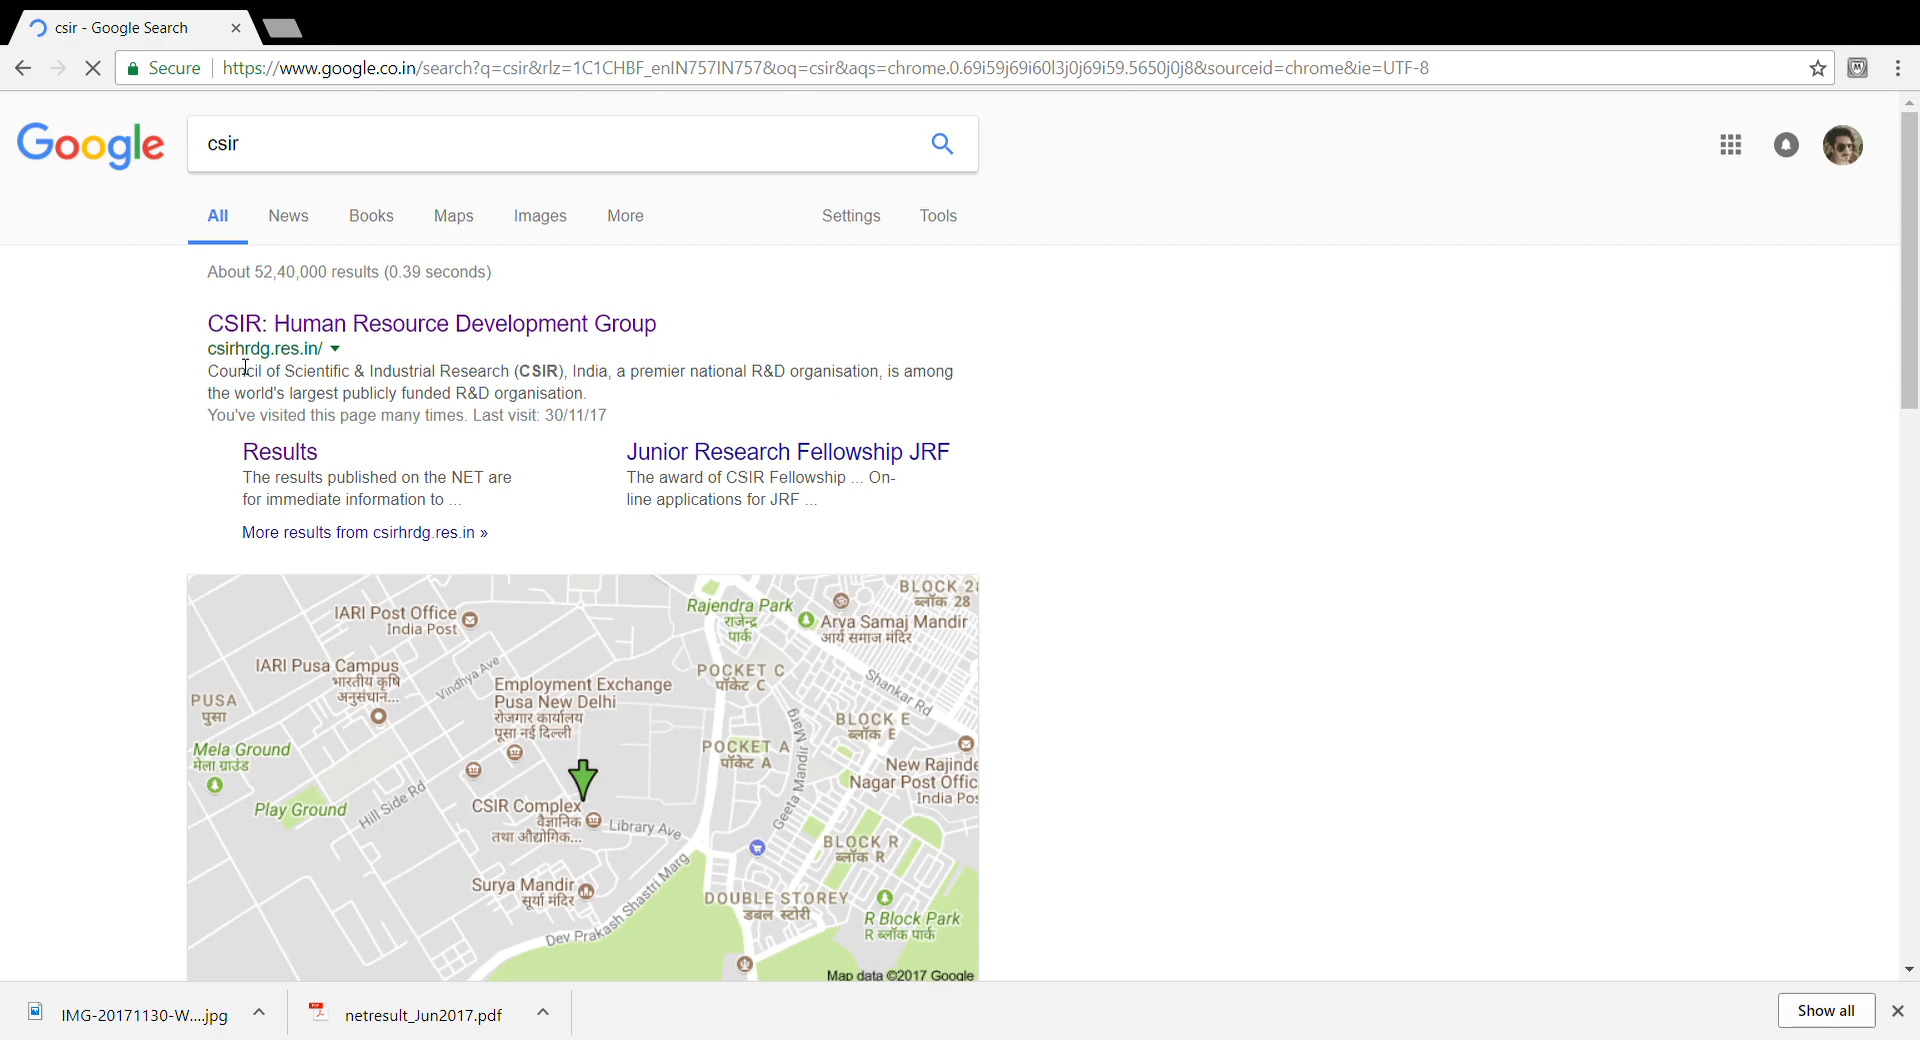 csir - Google Search
Secure https://www.google.co.in/search?q=csir&rlz=1C1CHBF_enIN757IN757&oq=csir&aqs=chrome.0.69i59j69i60l3j0j69i59.5650j0j8&sourceid=chrome&ie=UTF-8
Google csir
All News Books Maps Images More Settings Tools
About 52,40,000 results (0.39 seconds)
CSIR: Human Resource Development Group
csirhrdg.res.in/
Council of Scientific & Industrial Research (CSIR), India, a premier national R&D organisation, is among
the world's largest publicly funded R&D organisation.
You've visited this page many times. Last visit: 30/11/17
Results
The results published on the NET are
for immediate information to ...
Junior Research Fellowship JRF
The award of CSIR Fellowship ... On-
line applications for JRF ...
More results from csirhrdg.res.in »
IARI Post Office
India Post
Rajendra Park
राजेन्द्र
पार्क
BLOCK 28
ब्लॉक 28
Arya Samaj Mandir
आर्य समाज मंदिर
IARI Pusa Campus
भारतीय कृषि
अनुसंधान...
Vindhya Ave
POCKET C
पॉकेट C
Shankar Rd
PUSA
पुसा
Employment Exchange
Pusa New Delhi
रोजगार कार्यालय
पूसा नई दिल्ली
BLOCK E
ब्लॉक E
Geeta Mandir Marg
Mela Ground
मेला ग्राउंड
POCKET A
पॉकेट A
New Rajinde
Nagar Post Offic
India Pos
Play Ground
Hill Side Rd
CSIR Complex
वैज्ञानिक
तथा औद्योगिक...
Library Ave
BLOCK R
ब्लॉक R
Surya Mandir
सूर्या मंदिर
Dev Prakash Shastri Marg
DOUBLE STOREY
डबल स्टोरी
R Block Park
R ब्लॉक पार्क
Map data ©2017 Google
IMG-20171130-W....jpg netresult_Jun2017.pdf Show all